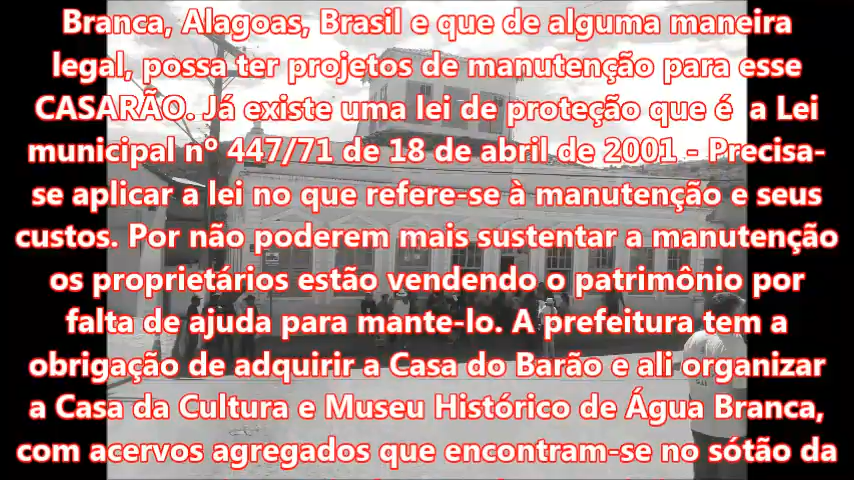 Branca, Alagoas, Brasil e que de alguma maneira
legal, possa ter projetos de manutenção para esse
CASARÃO. Já existe uma lei de proteção que é  a Lei
municipal nº 447/71 de 18 de abril de 2001 - Precisa-
se aplicar a lei no que refere-se à manutenção e seus
custos. Por não poderem mais sustentar a manutenção
os proprietários estão vendendo o patrimônio por
falta de ajuda para mante-lo. A prefeitura tem a
obrigação de adquirir a Casa do Barão e ali organizar
a Casa da Cultura e Museu Histórico de Água Branca,
com acervos agregados que encontram-se no sótão da